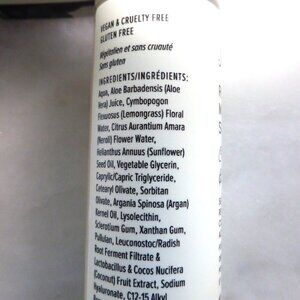 VEGAN & CRUELTY FREE
GLUTEN FREE
Végétalien et sans cruauté
Sans gluten
INGREDIENTS/INGRÉDIENTS:
Aqua, Aloe Barbadensis (Aloe
Vera) Juice, Cymbopogon
Flexuosus (Lemongrass) Floral
Water, Citrus Aurantium Amara
(Neroli) Flower Water,
Helianthus Annuus (Sunflower)
Seed Oil, Vegetable Glycerin,
Caprylic/Capric Triglyceride,
Cetearyl Olivate, Sorbitan
Olivate, Argania Spinosa (Argan)
Kernel Oil, Lysolecithin,
Sclerotium Gum, Xanthan Gum,
Pullulan, Leuconostoc/Radish
Root Ferment Filtrate &
Lactobacillus & Cocos Nucifera
(Coconut) Fruit Extract, Sodium
Hyaluronate, C12-15 Alkyl